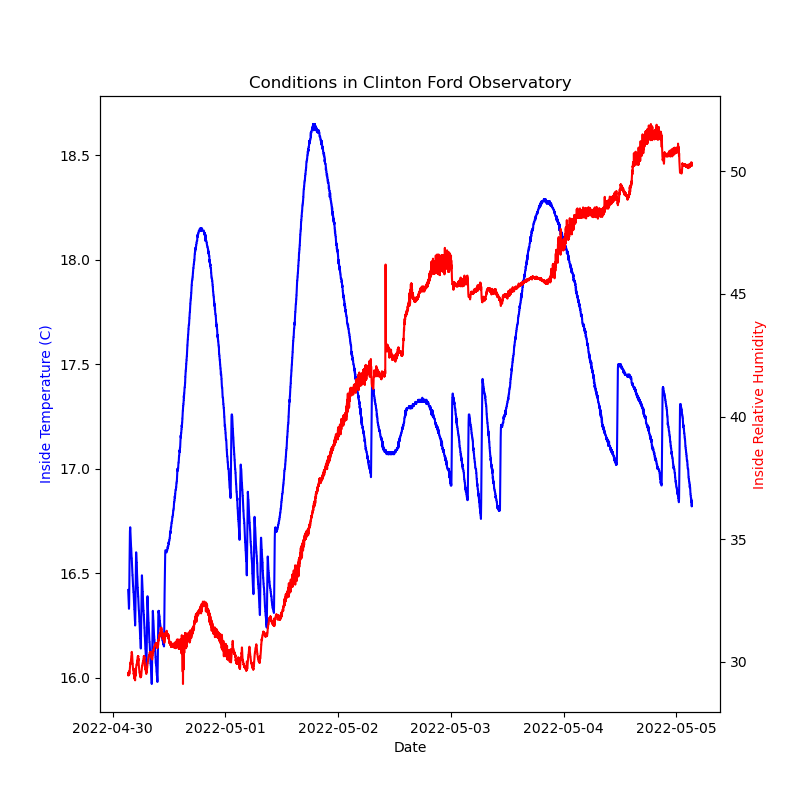 Conditions in Clinton Ford Observatory
Inside Temperature (C)
18.5
18.0
17.5
17.0
16.5
16.0
50
45
40
35
30
Inside Relative Humidity
2022-04-30 2022-05-01 2022-05-02 2022-05-03 2022-05-04 2022-05-05
Date